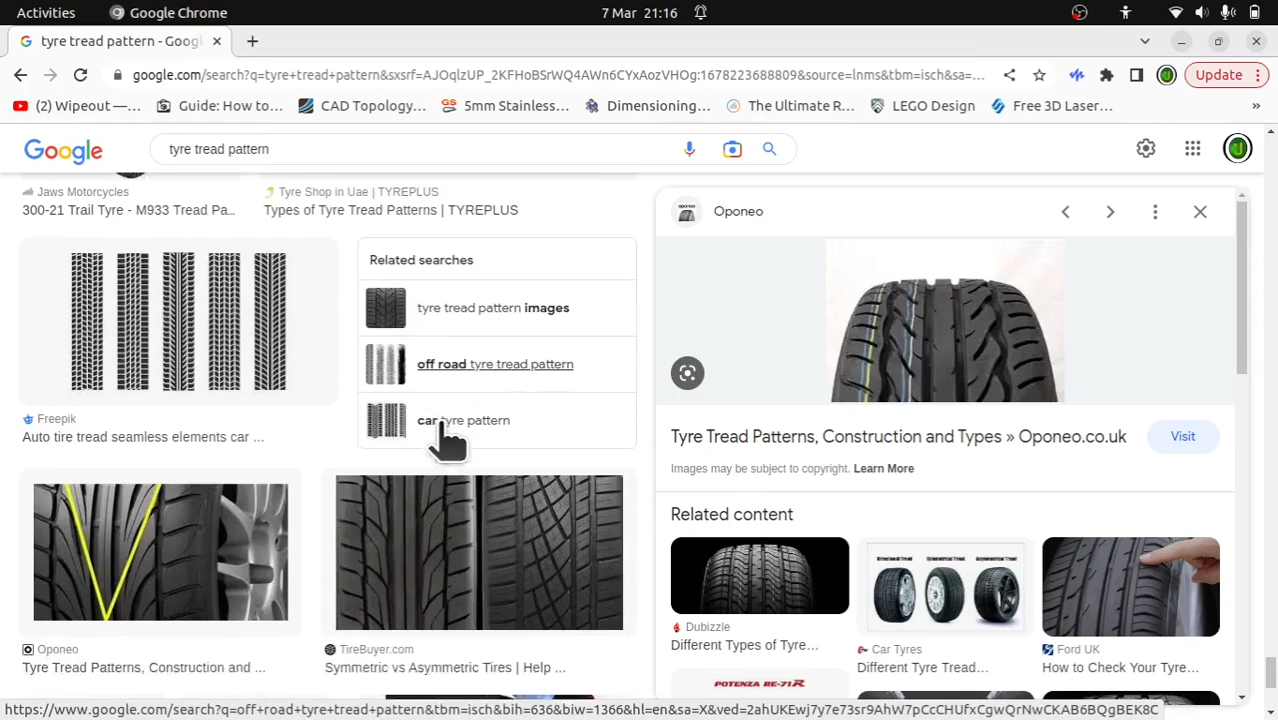 Activities
Google Chrome
7 Mar 21:16
tyre tread pattern - Goog
google.com/search?q=tyre+tread+pattern&sxsrf=AJOqlzUP_2KFHoBSrWQ4AWn6CYxAozVHOg:1678223688809&source=lnms&tbm=isch&sa=...
Update
(2) Wipeout —...
Guide: How to...
CAD Topology...
5mm Stainless...
Dimensioning...
The Ultimate R...
LEGO Design
Free 3D Laser...
»
Google
tyre tread pattern
Jaws Motorcycles
300-21 Trail Tyre - M933 Tread Pa...
Tyre Shop in Uae | TYREPLUS
Types of Tyre Tread Patterns | TYREPLUS
Related searches
tyre tread pattern images
off road tyre tread pattern
car tyre pattern
Freepik
Auto tire tread seamless elements car ...
Oponeo
Tyre Tread Patterns, Construction and ...
TireBuyer.com
Symmetric vs Asymmetric Tires | Help ...
oponeo
Oponeo
Tyre Tread Patterns, Construction and Types » Oponeo.co.uk
Visit
Images may be subject to copyright. Learn More
Related content
Dubizzle
Different Types of Tyre...
Directional Tread
Symmetrical Tread
Asymmetrical Tread
Car Tyres
Different Tyre Tread...
Ford UK
How to Check Your Tyre...
POTENZA RE-71R
https://www.google.com/search?q=off+road+tyre+tread+pattern&tbm=isch&bih=636&biw=1366&hl=en&sa=X&ved=2ahUKEwj7y7e73sr9AhW7pCcCHUfxCgwQrNwCKAB6BQgBEK8C